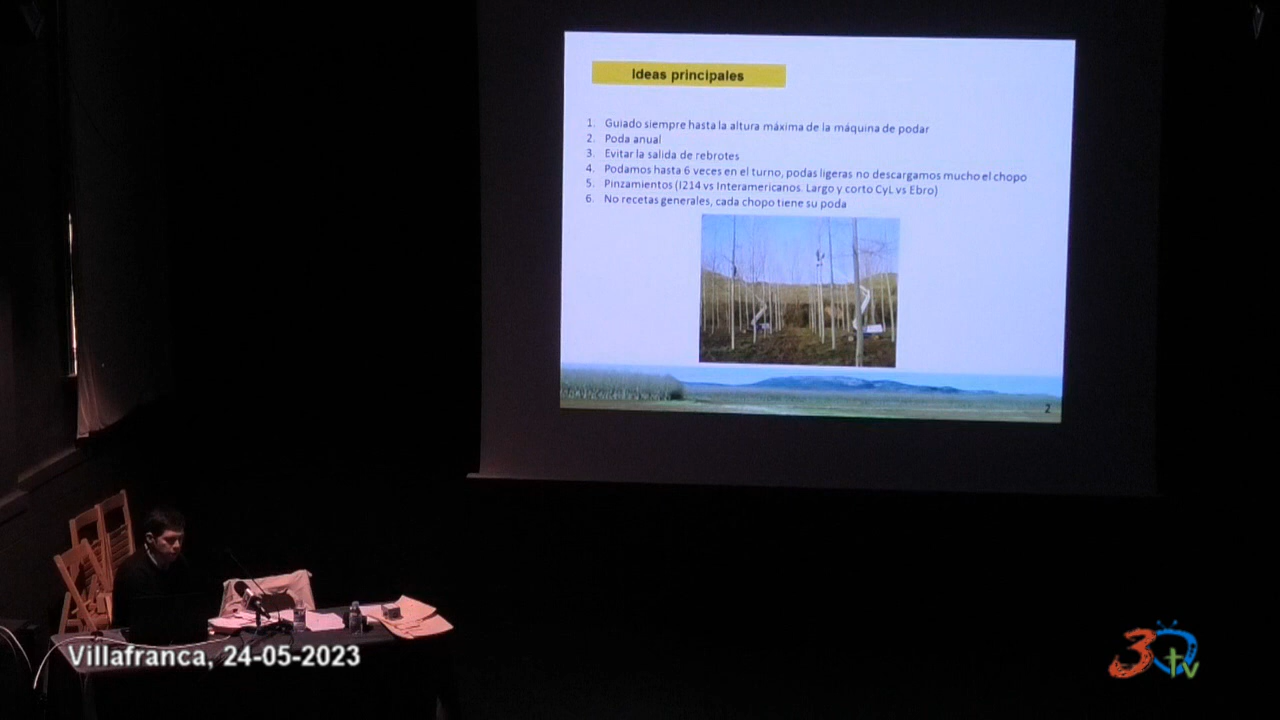 Ideas principales
1. Guiado siempre hasta la altura máxima de la máquina de podar
2. Poda anual
3. Evitar la salida de rebrotes
4. Podamos hasta 6 veces en el turno, podas ligeras no descargamos mucho el chopo
5. Pinzamientos (I214 vs Interamericanos. Largo y corto CyL vs Ebro)
6. No recetas generales, cada chopo tiene su poda
2
Villafranca, 24-05-2023
3 tv